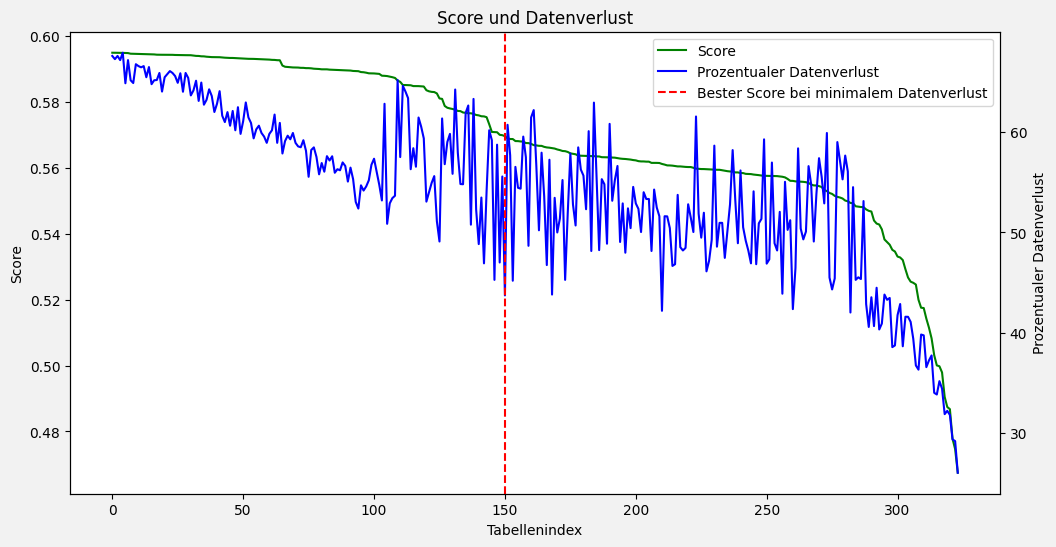 Score und Datenverlust
Score
Prozentualer Datenverlust
Bester Score bei minimalem Datenverlust
0.60
0.58
0.56
0.54
0.52
0.50
0.48
Score
60
50
40
30
Prozentualer Datenverlust
0
50
100
150
200
250
300
Tabellenindex